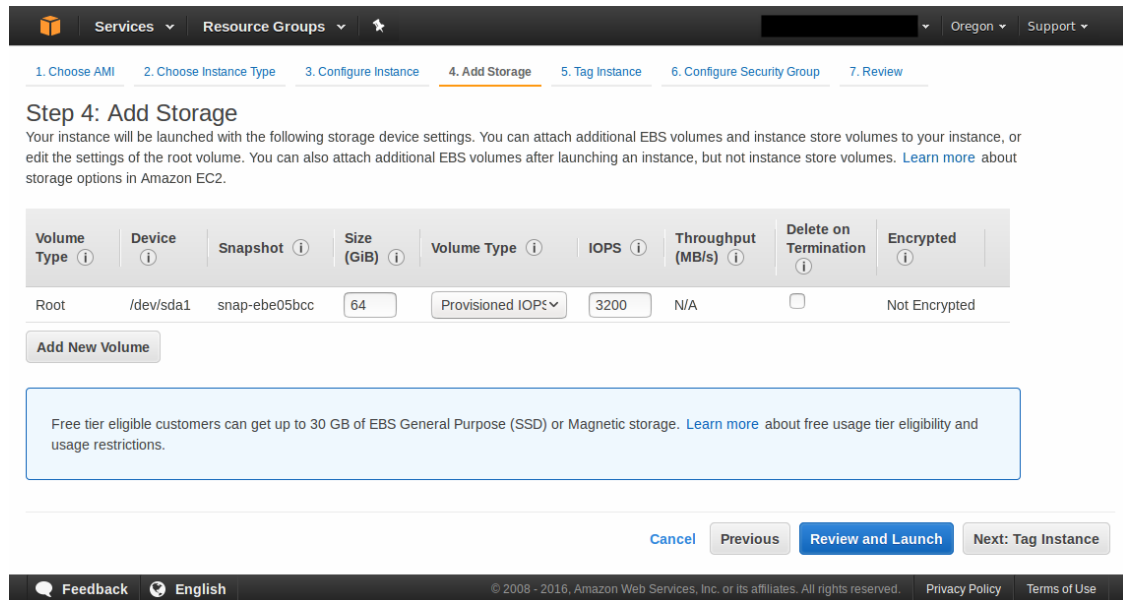 Services Resource Groups Oregon Support
1. Choose AMI 2. Choose Instance Type 3. Configure Instance 4. Add Storage 5. Tag Instance 6. Configure Security Group 7. Review
Step 4: Add Storage
Your instance will be launched with the following storage device settings. You can attach additional EBS volumes and instance store volumes to your instance, or
edit the settings of the root volume. You can also attach additional EBS volumes after launching an instance, but not instance store volumes. Learn more about
storage options in Amazon EC2.
Volume Type Device Snapshot Size (GiB) Volume Type IOPS Throughput (MB/s) Delete on Termination Encrypted
Root /dev/sda1 snap-ebe05bcc 64 Provisioned IOPS 3200 N/A Not Encrypted
Add New Volume
Free tier eligible customers can get up to 30 GB of EBS General Purpose (SSD) or Magnetic storage. Learn more about free usage tier eligibility and
usage restrictions.
Cancel Previous Review and Launch Next: Tag Instance
Feedback English © 2008 - 2016, Amazon Web Services, Inc. or its affiliates. All rights reserved. Privacy Policy Terms of Use